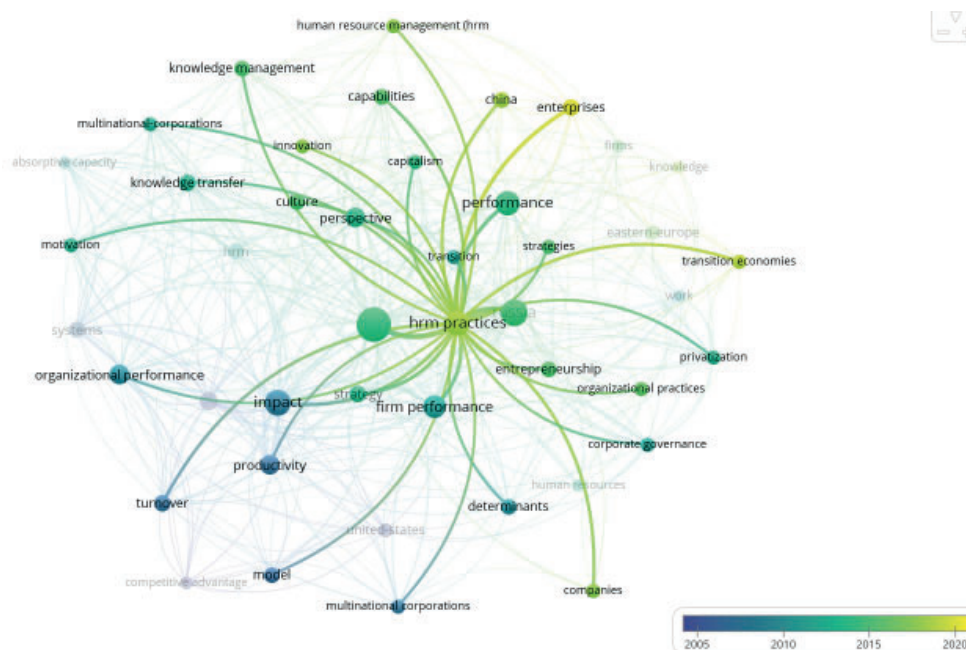 human resource management (hrm
knowledge management
capabilities
china
enterprises
multinational-corporations
innovation
firms
absorptive capacity
capitalism
knowledge
knowledge transfer
culture
performance
perspective
eastern-europe
motivation
hrm
transition
strategies
transition economies
work
hrm practices
systems
privatization
organizational performance
entrepreneurship
organizational practices
impact
strategy
firm performance
corporate governance
productivity
human resources
turnover
determinants
united-states
competitive advantage
model
companies
multinational corporations
2005
2010
2015
2020